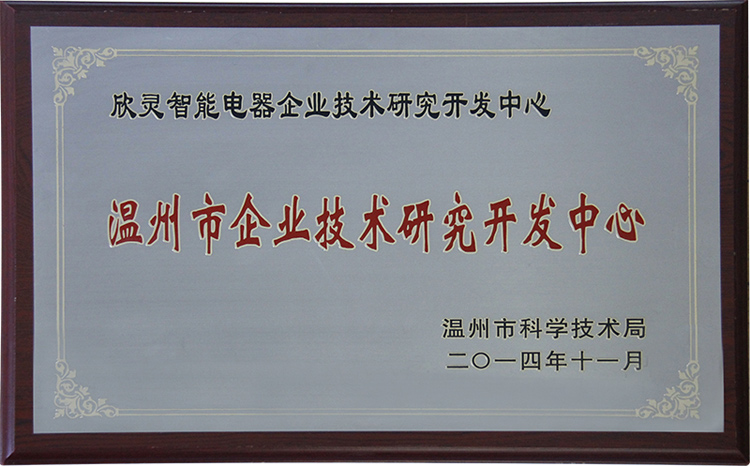 欣灵智能电器企业技术研究开发中心
温州市企业技术研究开发中心
温州市科学技术局
二〇一四年十一月